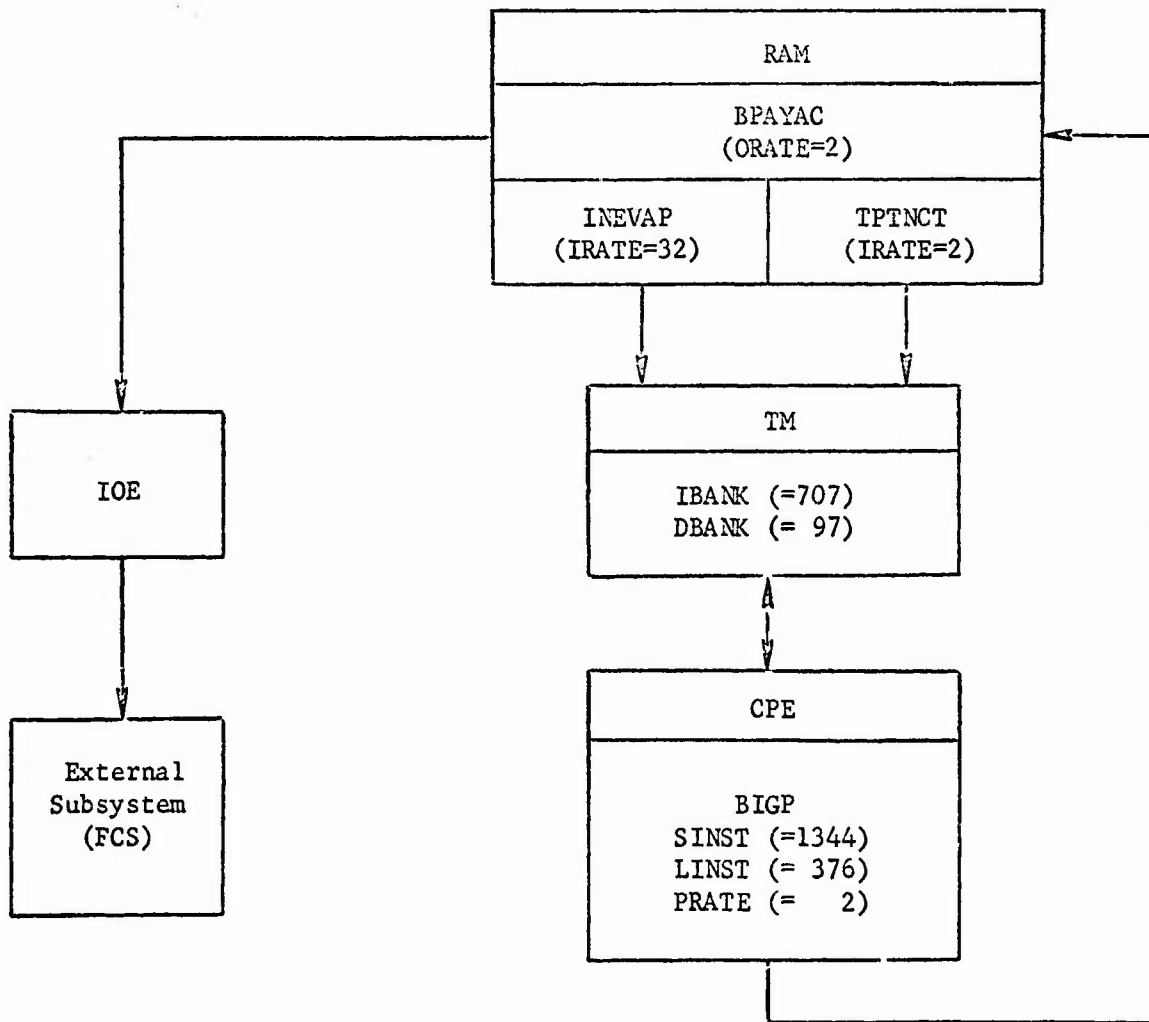 RAM
BPAYAC
(ORATE=2)
INEVAP
(IRATE=32)
TPTNCT
(IRATE=2)
TM
IBANK (=707)
DBANK (= 97)
IOE
CPE
BIGP
SINST (=1344)
LINST (= 376)
PRATE (= 2)
External
Subsystem
(FCS)